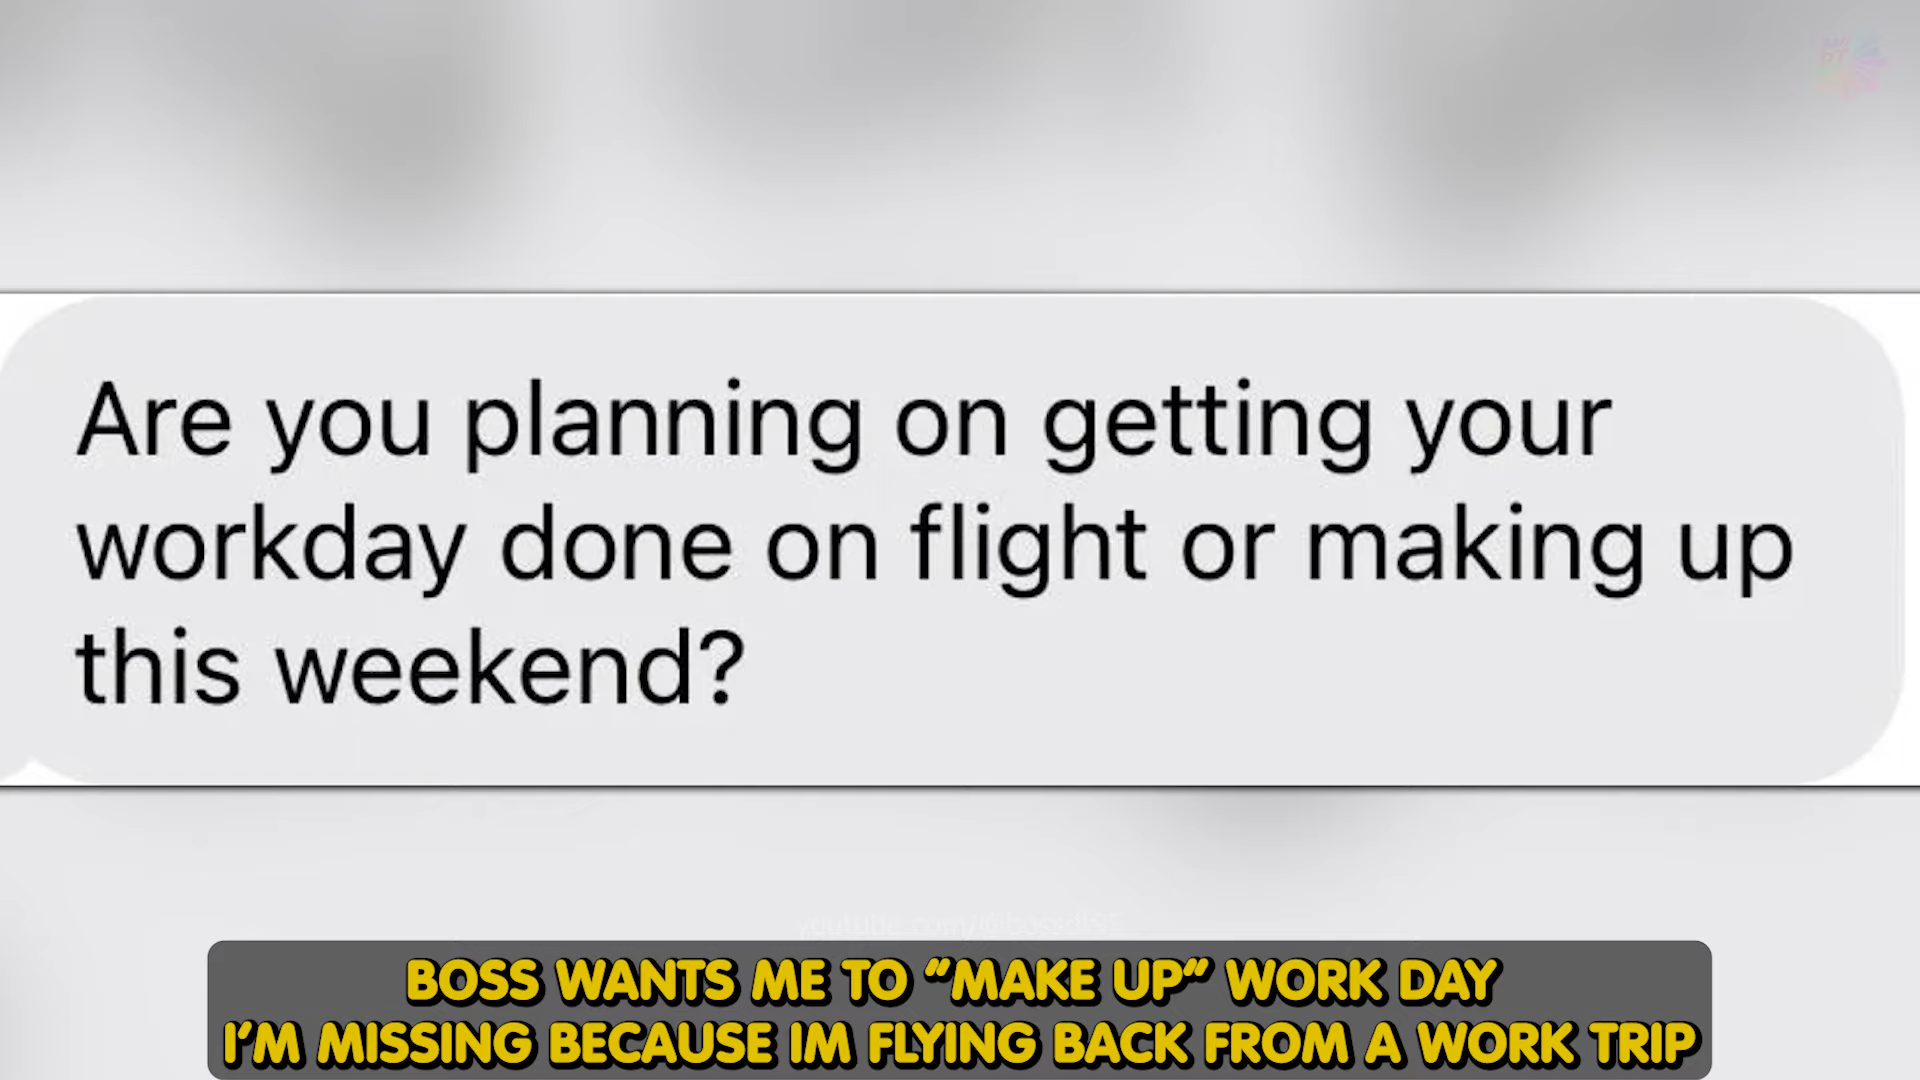 Are you planning on getting your
workday done on flight or making up
this weekend?
BOSS WANTS ME TO “MAKE UP” WORK DAY
I’M MISSING BECAUSE IM FLYING BACK FROM A WORK TRIP